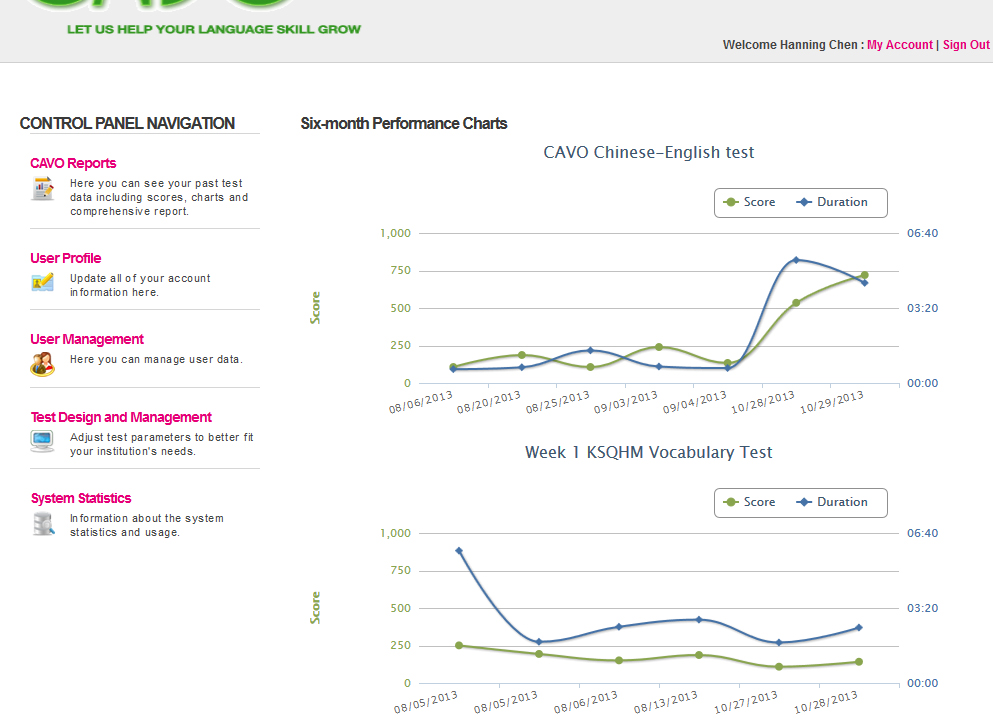 LET US HELP YOUR LANGUAGE SKILL GROW
Welcome Hanning Chen : My Account | Sign Out
CONTROL PANEL NAVIGATION
CAVO Reports
Here you can see your past test
data including scores, charts and
comprehensive report.
User Profile
Update all of your account
information here.
User Management
Here you can manage user data.
Test Design and Management
Adjust test parameters to better fit
your institution's needs.
System Statistics
Information about the system
statistics and usage.
Six-month Performance Charts
CAVO Chinese-English test
Score Duration
1,000 06:40
750
500 03:20
250
0 00:00
Score
08/06/2013 08/20/2013 08/25/2013 09/03/2013 09/04/2013 10/28/2013 10/29/2013
Week 1 KSQHM Vocabulary Test
Score Duration
1,000 06:40
750
500 03:20
250
0 00:00
Score
08/05/2013 08/05/2013 08/06/2013 08/13/2013 10/27/2013 10/28/2013